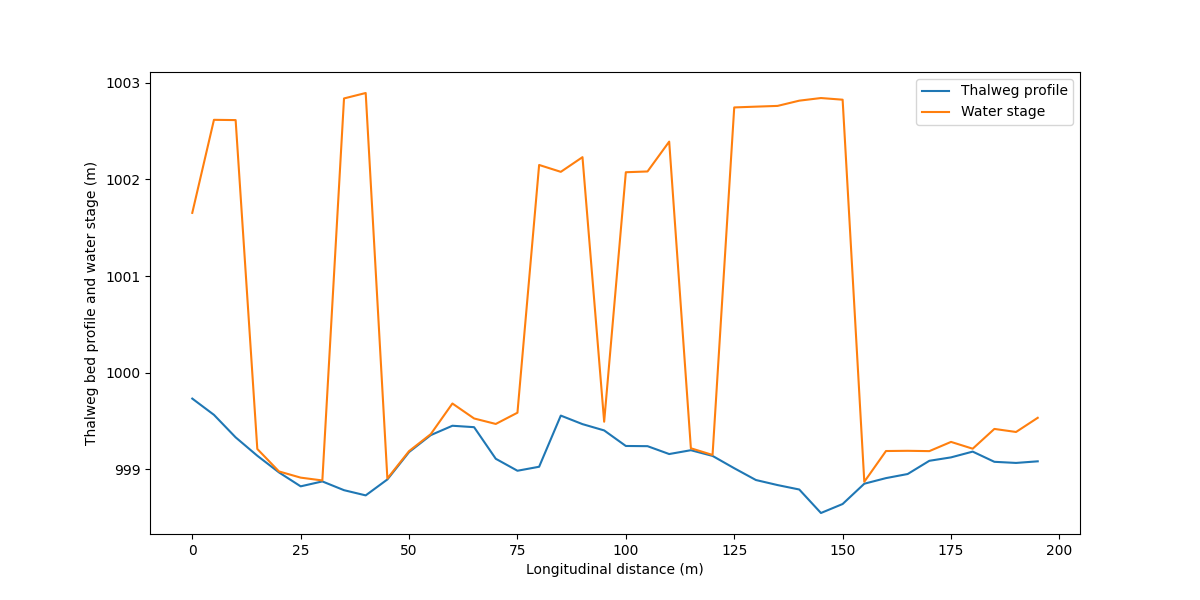 Thalweg profile
Water stage
Thalweg bed profile and water stage (m)
1003
1002
1001
1000
999
0 25 50 75 100 125 150 175 200
Longitudinal distance (m)